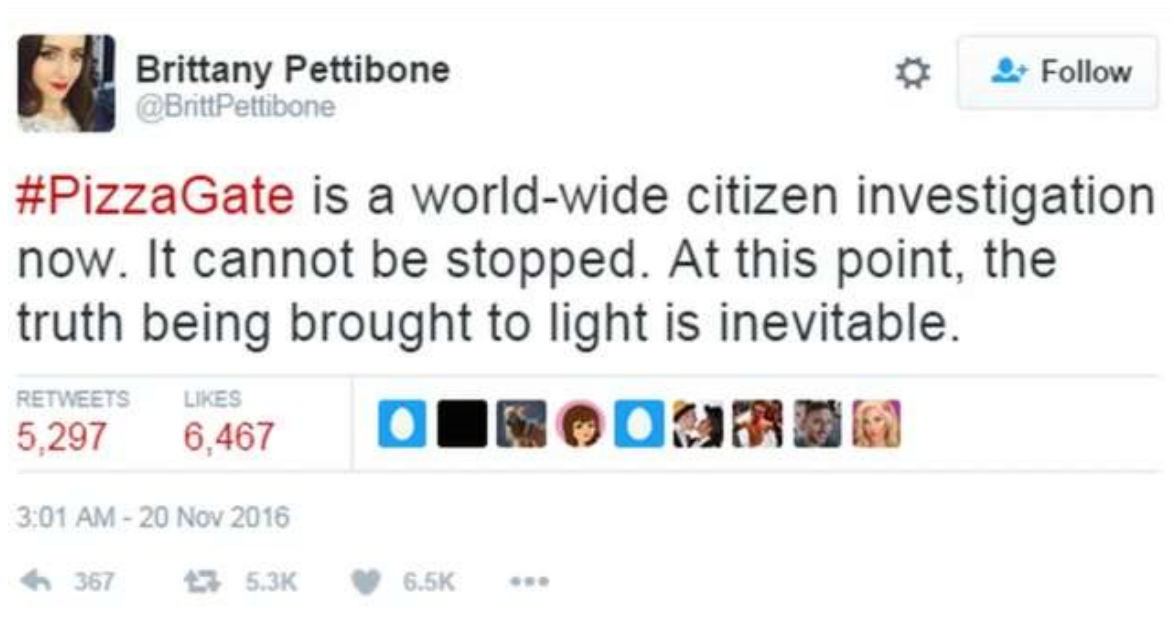 Brittany Pettibone
@BrittPettibone
Follow
#PizzaGate is a world-wide citizen investigation
now. It cannot be stopped. At this point, the
truth being brought to light is inevitable.
RETWEETS LIKES
5,297 6,467
3:01 AM - 20 Nov 2016
367 5.3K 6.5K